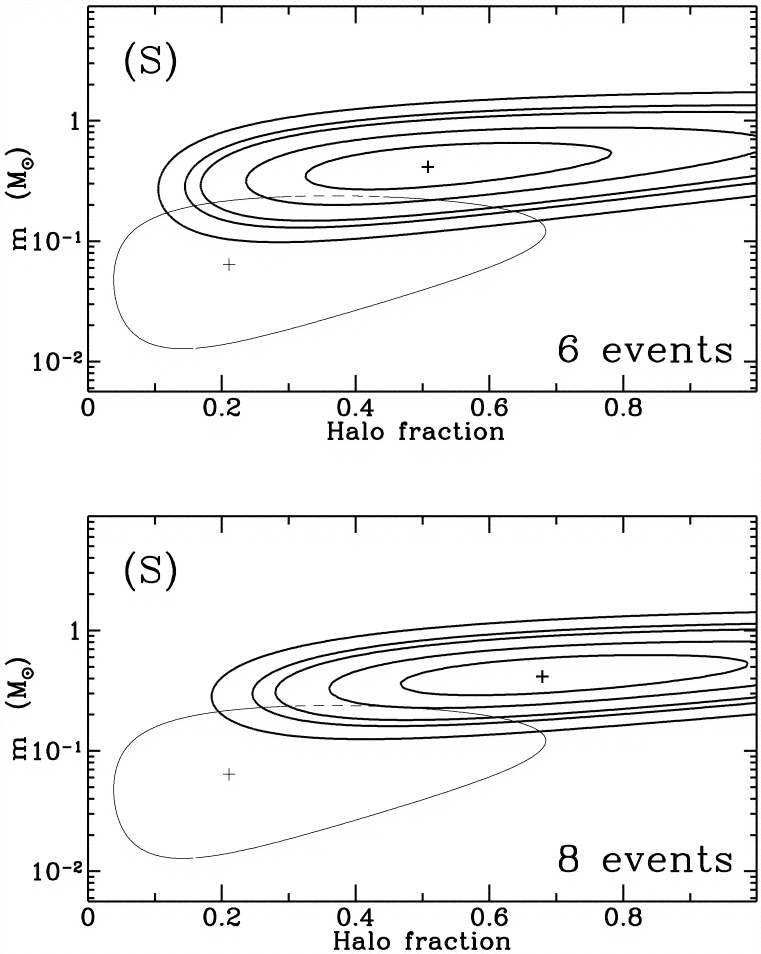 (S)
1
10⁻¹
10⁻²
m (M☉)
6 events
0 0.2 0.4 0.6 0.8
Halo fraction
(S)
1
10⁻¹
10⁻²
m (M☉)
8 events
0 0.2 0.4 0.6 0.8
Halo fraction